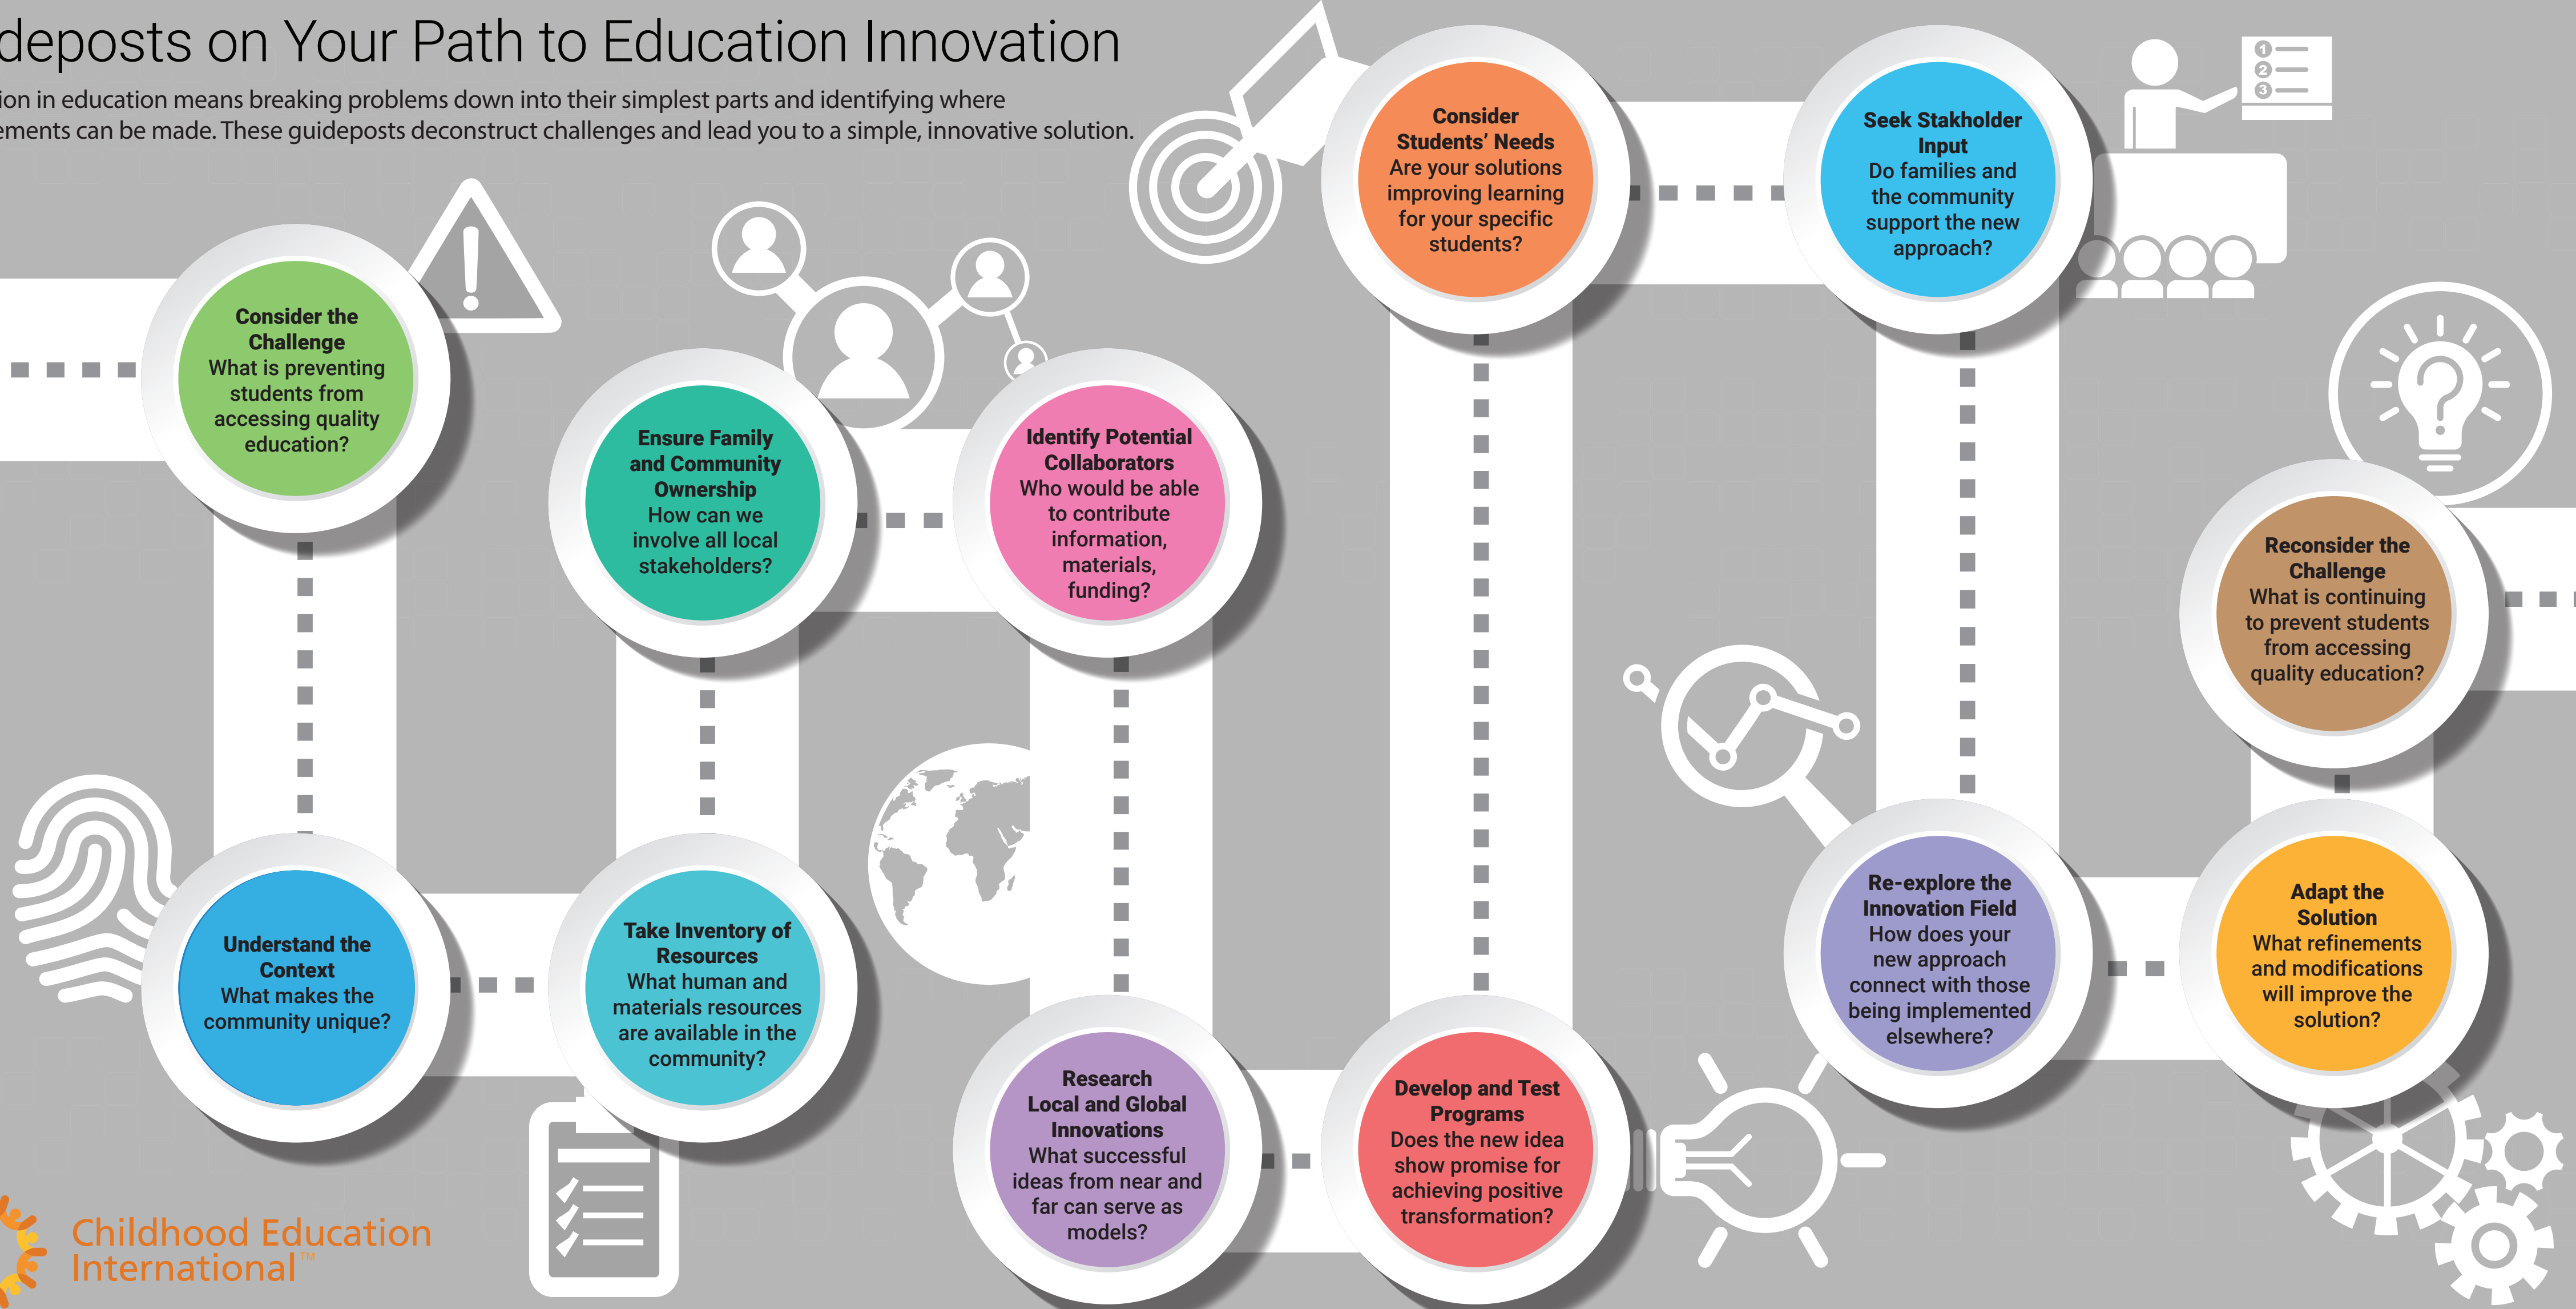 deposts on Your Path to Education Innovation
ion in education means breaking problems down into their simplest parts and identifying where
ements can be made. These guideposts deconstruct challenges and lead you to a simple, innovative solution.
Consider the
Challenge
What is preventing
students from
accessing quality
education?
Understand the
Context
What makes the
community unique?
Take Inventory of
Resources
What human and
materials resources
are available in the
community?
Ensure Family
and Community
Ownership
How can we
involve all local
stakeholders?
Identify Potential
Collaborators
Who would be able
to contribute
information,
materials,
funding?
Research
Local and Global
Innovations
What successful
ideas from near and
far can serve as
models?
Develop and Test
Programs
Does the new idea
show promise for
achieving positive
transformation?
Consider
Students’ Needs
Are your solutions
improving learning
for your specific
students?
Seek Stakholder
Input
Do families and
the community
support the new
approach?
1
2
3
Re-explore the
Innovation Field
How does your
new approach
connect with those
being implemented
elsewhere?
Adapt the
Solution
What refinements
and modifications
will improve the
solution?
Reconsider the
Challenge
What is continuing
to prevent students
from accessing
quality education?
?
Childhood Education
International™